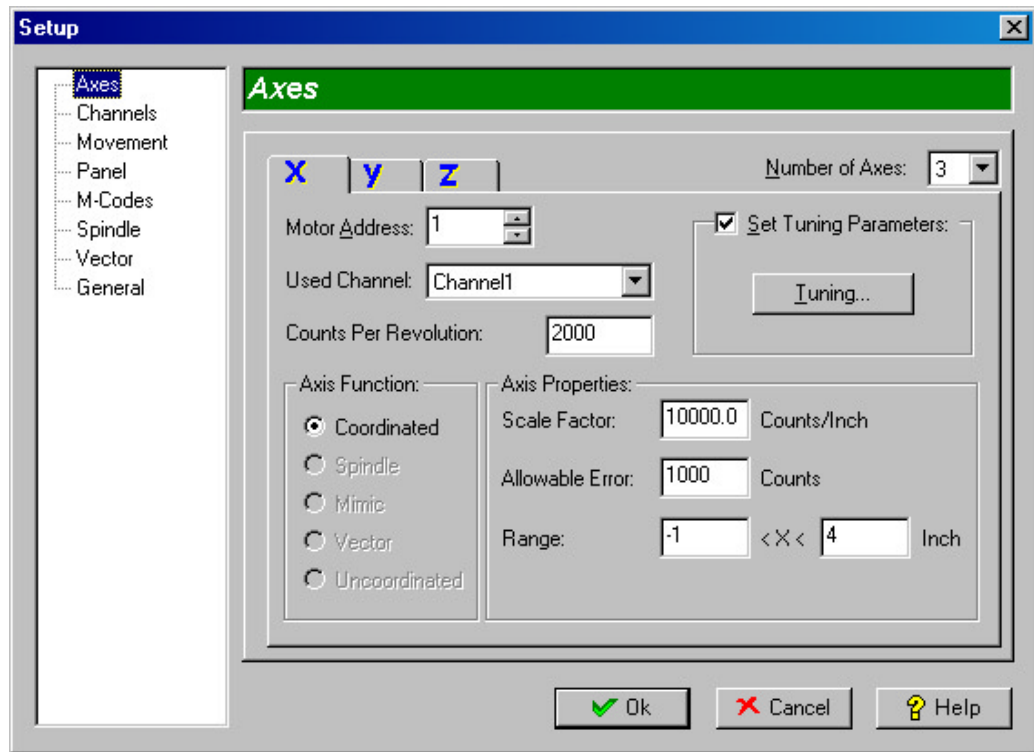 Setup
Axes
Channels
Movement
Panel
M-Codes
Spindle
Vector
General
Axes
X y z
Number of Axes: 3
Motor Address: 1
Set Tuning Parameters:
Used Channel: Channel1
Tuning...
Counts Per Revolution: 2000
Axis Function:
Coordinated
Spindle
Mimic
Vector
Uncoordinated
Axis Properties:
Scale Factor: 10000.0 Counts/Inch
Allowable Error: 1000 Counts
Range: -1 < X < 4 Inch
Ok Cancel Help